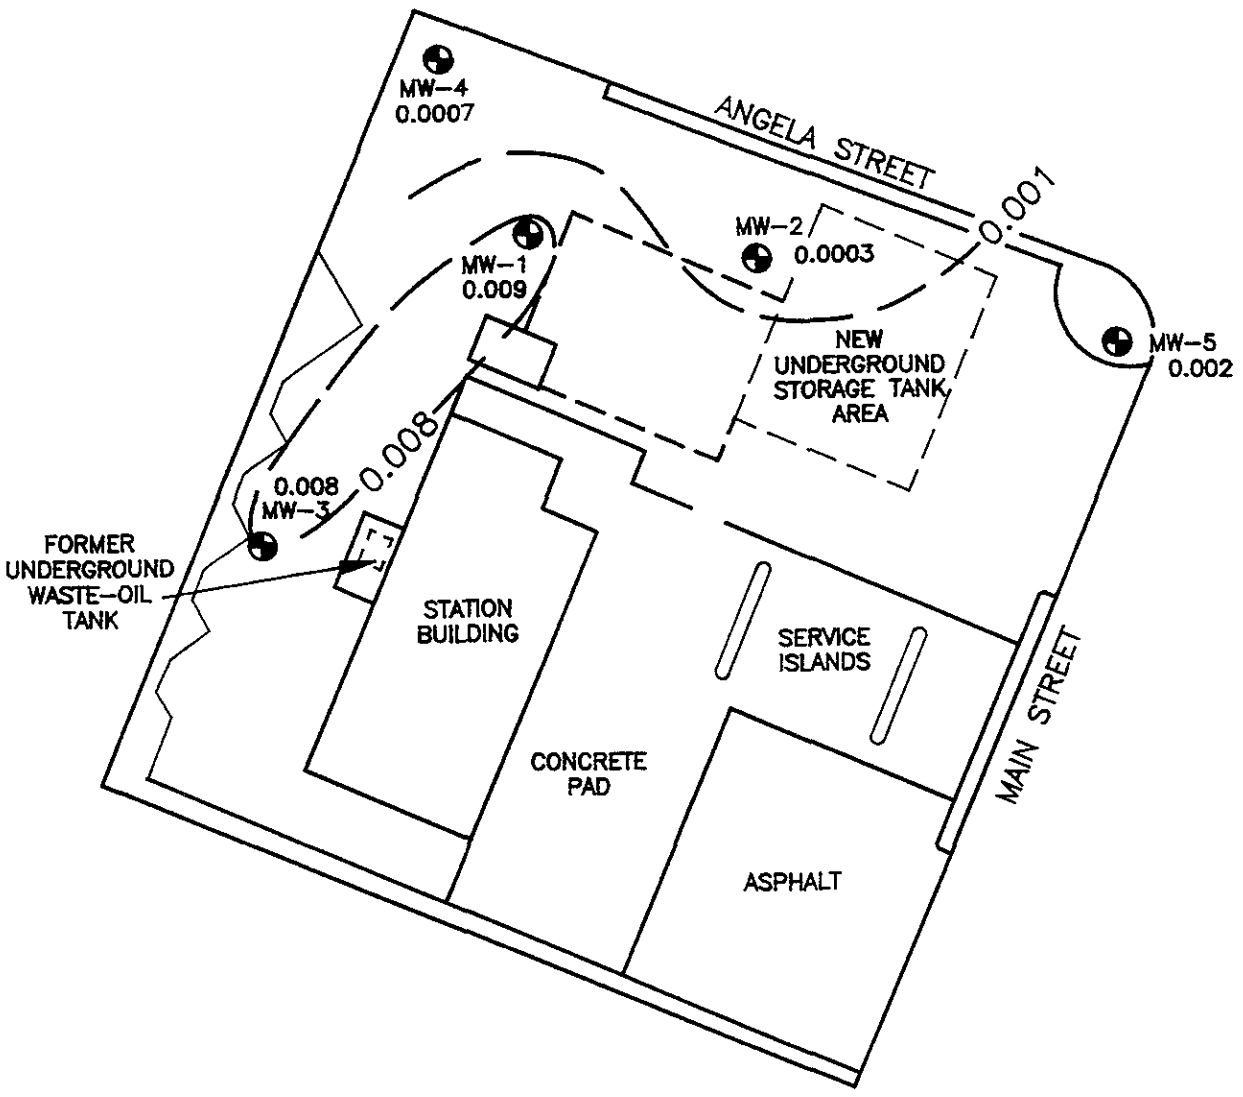 MW-4
0.0007
ANGELA STREET
0.001
MW-2
0.0003
MW-1
0.009
MW-5
0.002
NEW
UNDERGROUND
STORAGE TANK
AREA
0.008
0.008
MW-3
FORMER
UNDERGROUND
WASTE-OIL
TANK
STATION
BUILDING
SERVICE
ISLANDS
MAIN STREET
CONCRETE
PAD
ASPHALT